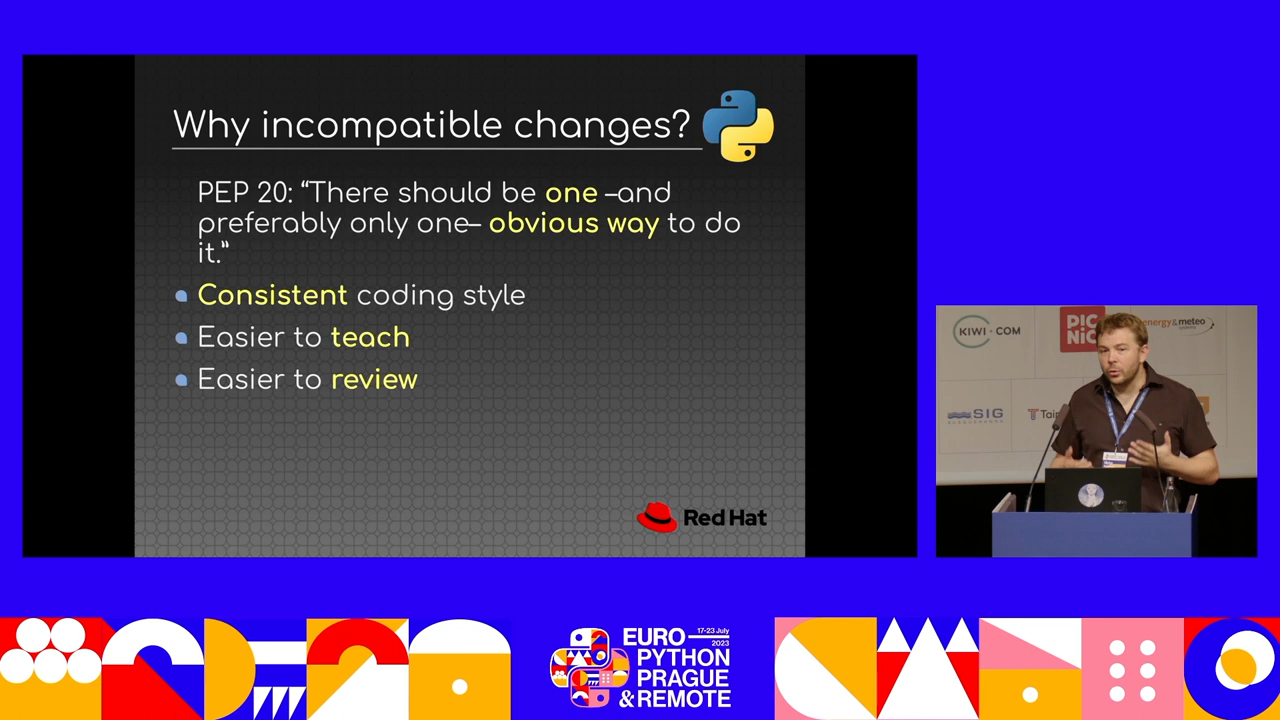 Why incompatible changes?
PEP 20: “There should be one –and
preferably only one– obvious way to do
it.”
Consistent coding style
Easier to teach
Easier to review
Red Hat
KIWI.COM
PIC
NIC
energy & meteo
systems
SIG
EURO
17-23 July
2023
PYTHON
PRAGUE
& REMOTE